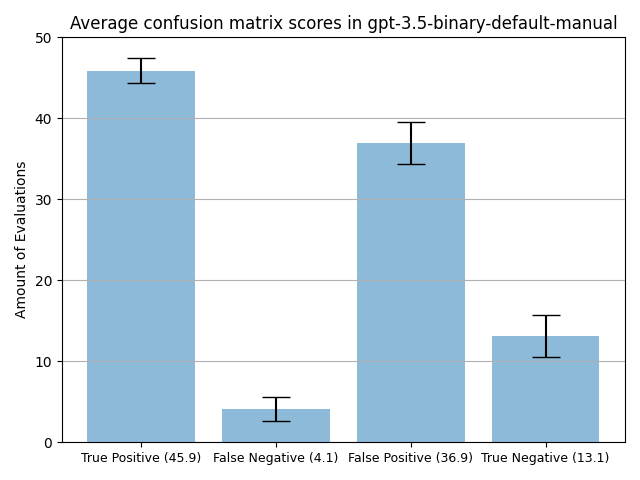 Average confusion matrix scores in gpt-3.5-binary-default-manual
50
40
30
20
10
0
Amount of Evaluations
True Positive (45.9) False Negative (4.1) False Positive (36.9) True Negative (13.1)